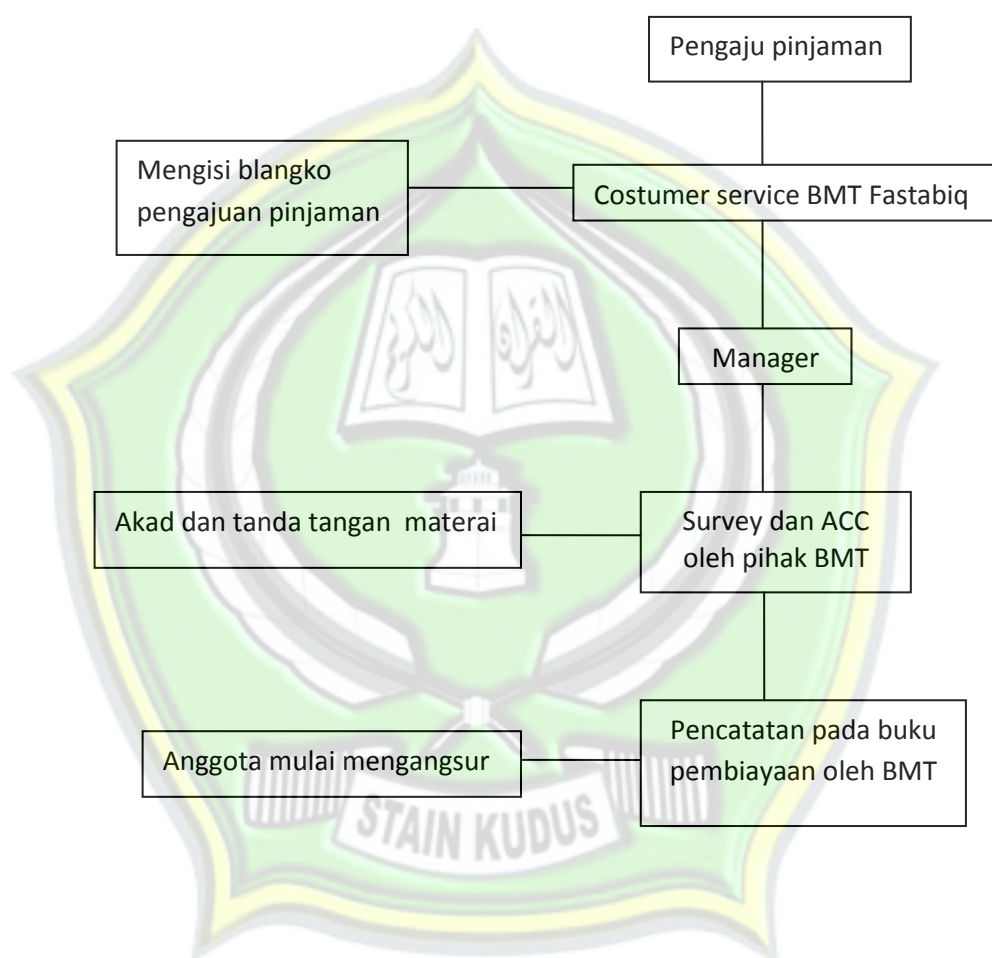 Pengaju pinjaman
Mengisi blangko
pengajuan pinjaman
Costumer service BMT Fastabiq
Manager
Akad dan tanda tangan materai
Survey dan ACC
oleh pihak BMT
Anggota mulai mengangsur
Pencatatan pada buku
pembiayaan oleh BMT
STAIN KUDUS